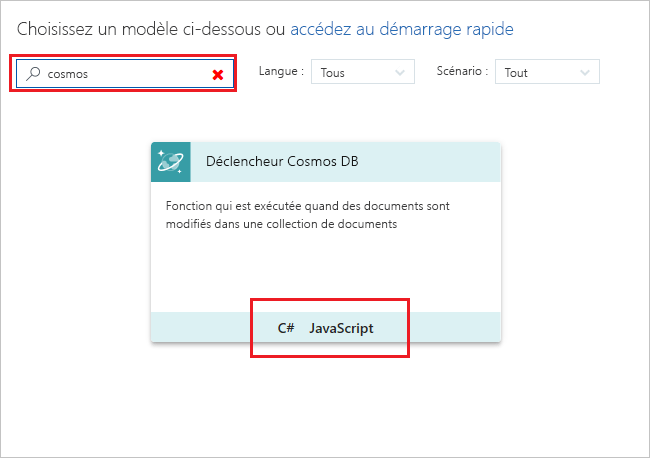 Choisissez un modèle ci-dessous ou accédez au démarrage rapide
cosmos
Langue :
Tous
Scénario :
Tout
Déclencheur Cosmos DB
Fonction qui est exécutée quand des documents sont
modifiés dans une collection de documents
C# JavaScript